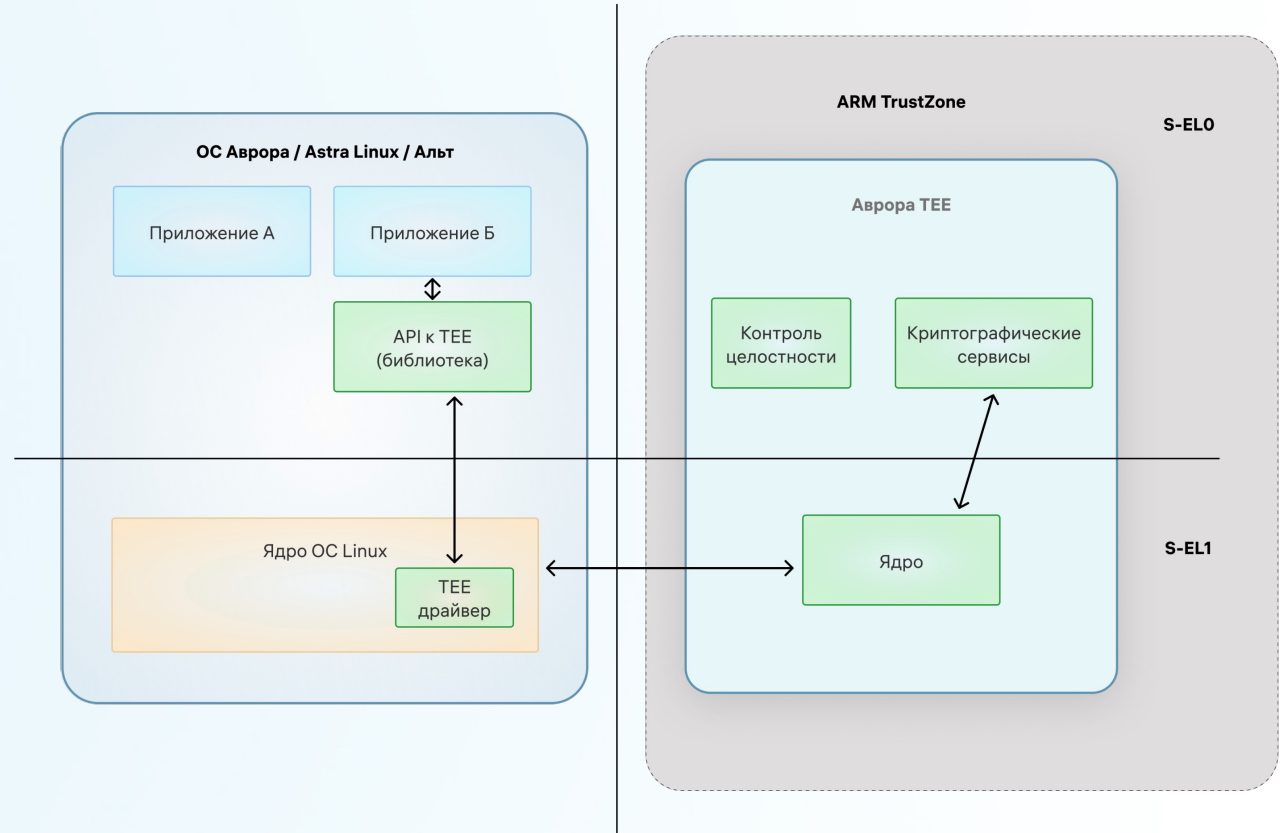 ARM TrustZone
S-EL0
ОС Аврора / Astra Linux / Альт
Аврора TEE
Приложение А
Приложение Б
API к TEE
(библиотека)
Контроль
целостности
Криптографические
сервисы
Ядро ОС Linux
TEE
драйвер
Ядро
S-EL1